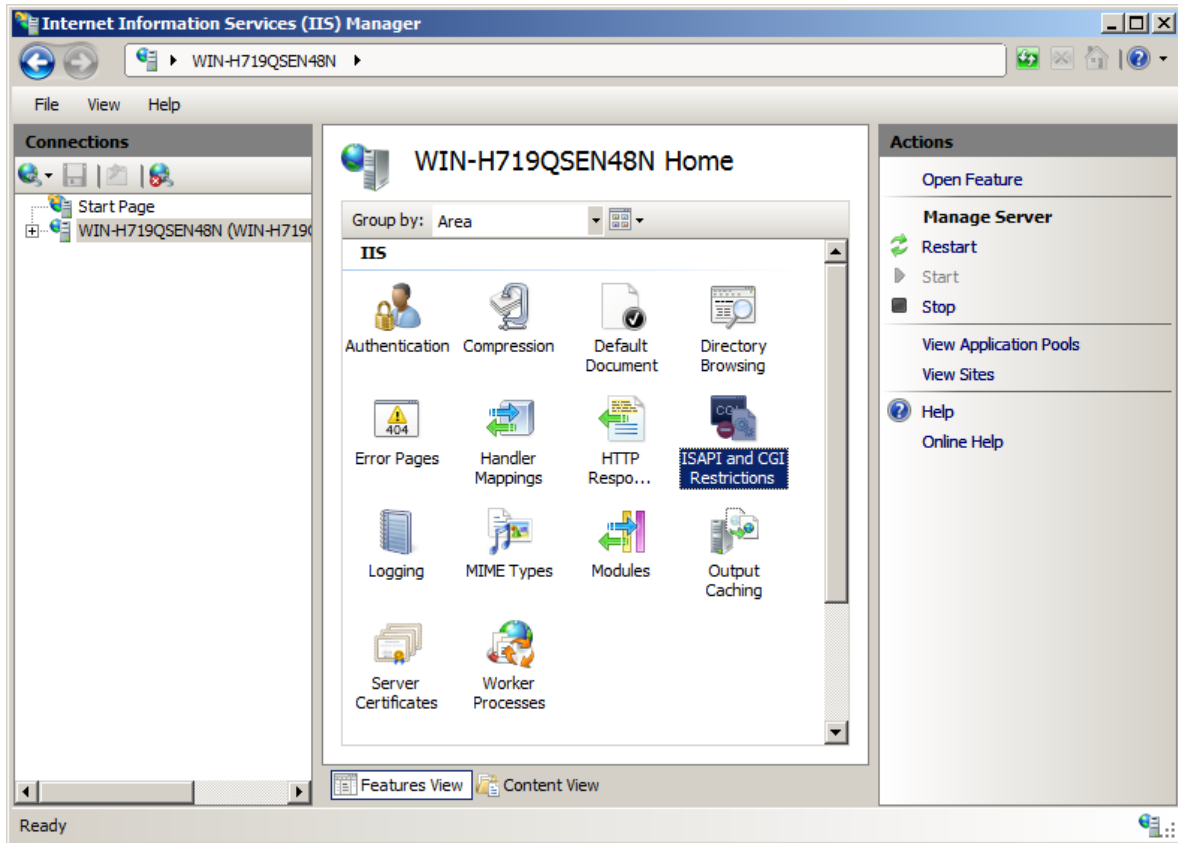 Internet Information Services (IIS) Manager
WIN-H719QSEN48N
File View Help
Connections
Start Page
WIN-H719QSEN48N (WIN-H719
WIN-H719QSEN48N Home
Group by: Area
IIS
Authentication Compression Default Document Directory Browsing
Error Pages Handler Mappings HTTP Respo... ISAPI and CGI Restrictions
CGI
404
Logging MIME Types Modules Output Caching
Server Certificates Worker Processes
Features View Content View
Actions
Open Feature
Manage Server
Restart
Start
Stop
View Application Pools
View Sites
Help
Online Help
Ready